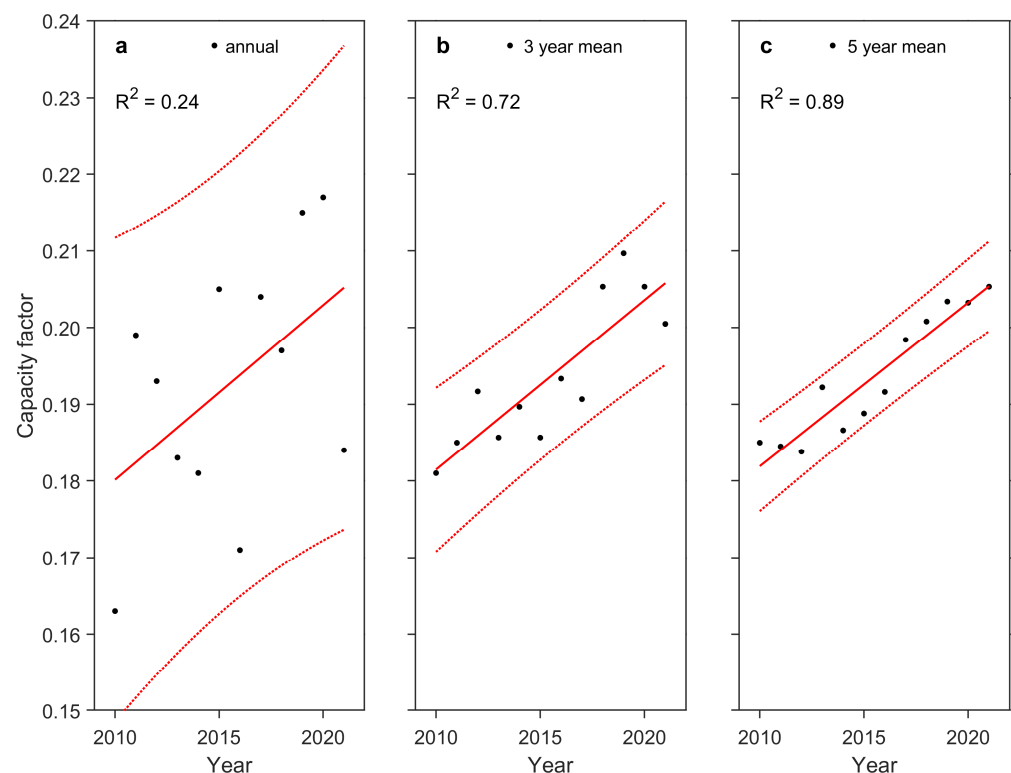 a
annual
R² = 0.24
b
3 year mean
R² = 0.72
c
5 year mean
R² = 0.89
0.24
0.23
0.22
0.21
0.20
0.19
0.18
0.17
0.16
0.15
Capacity factor
2010 2015 2020
Year
2010 2015 2020
Year
2010 2015 2020
Year